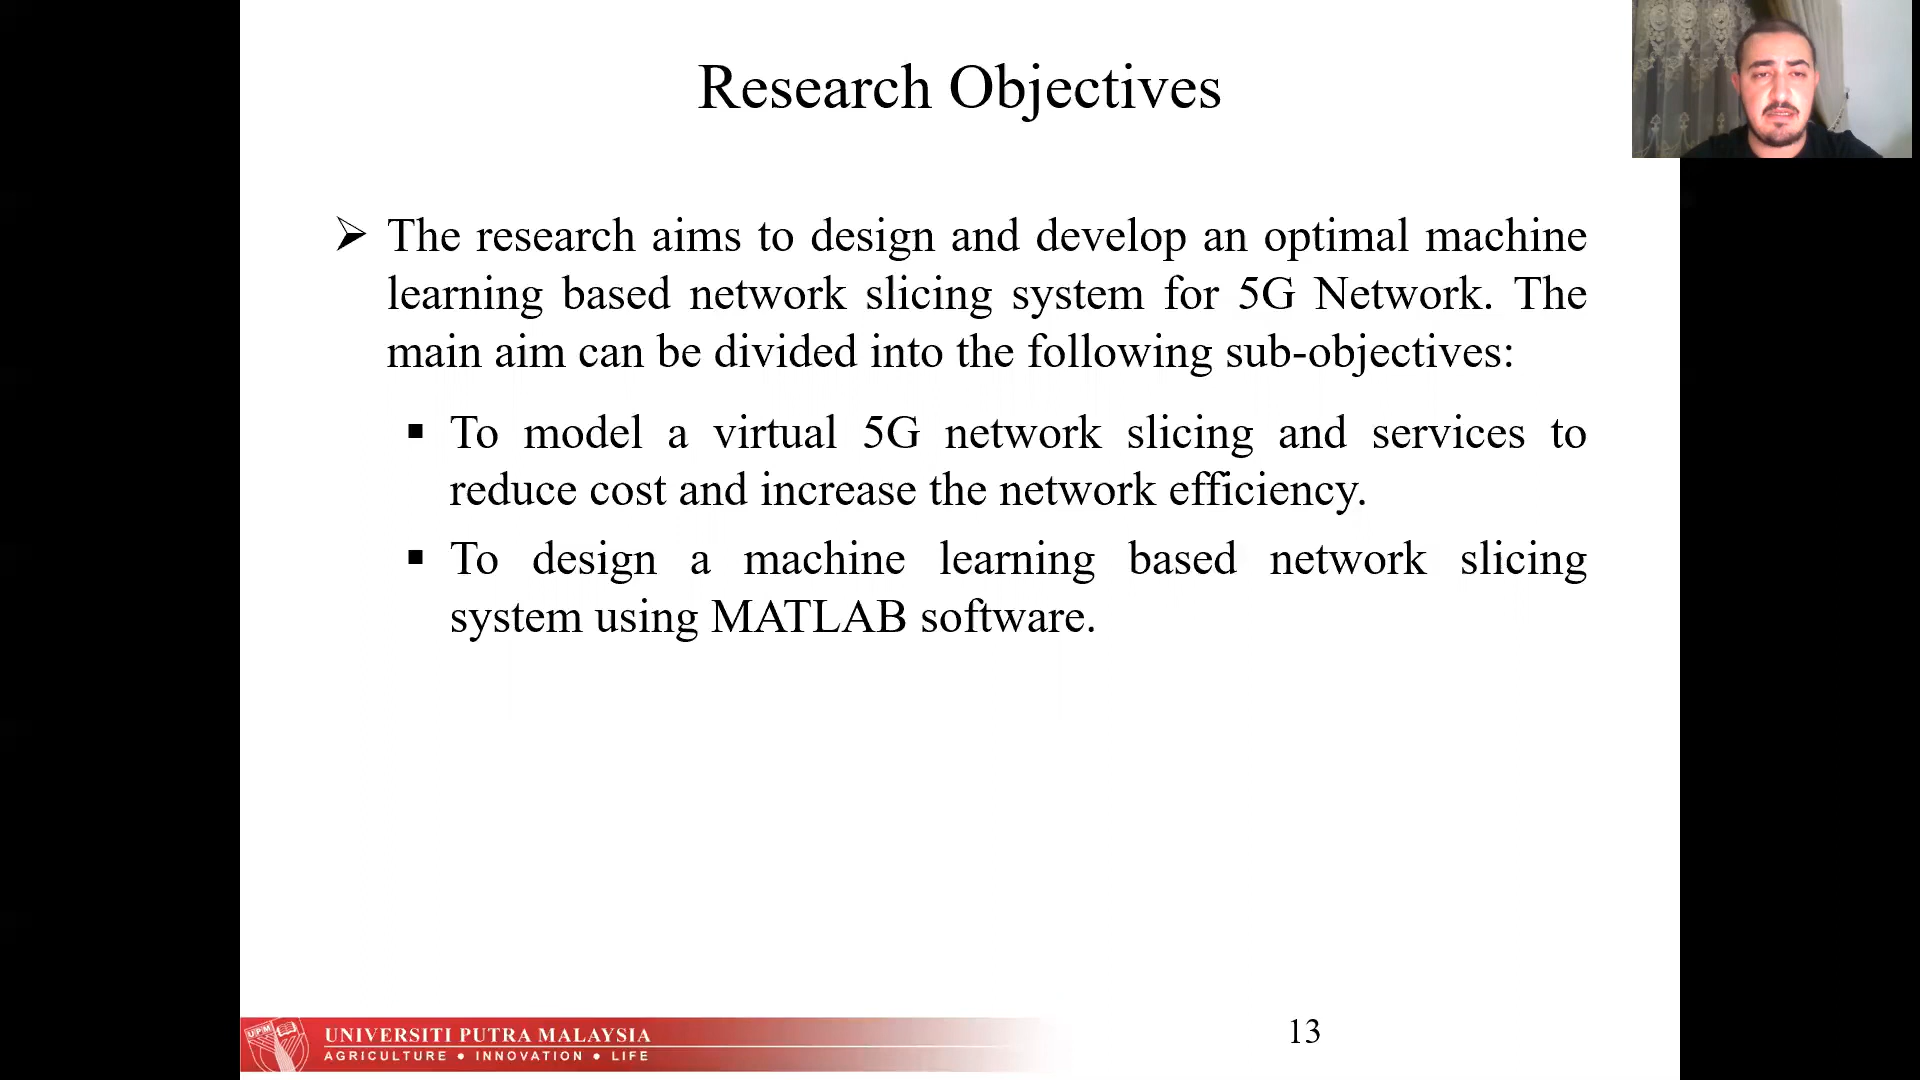 Research Objectives
➢ The research aims to design and develop an optimal machine
learning based network slicing system for 5G Network. The
main aim can be divided into the following sub-objectives:
▪ To model a virtual 5G network slicing and services to
reduce cost and increase the network efficiency.
▪ To design a machine learning based network slicing
system using MATLAB software.
UPM
UNIVERSITI PUTRA MALAYSIA
AGRICULTURE • INNOVATION • LIFE
13